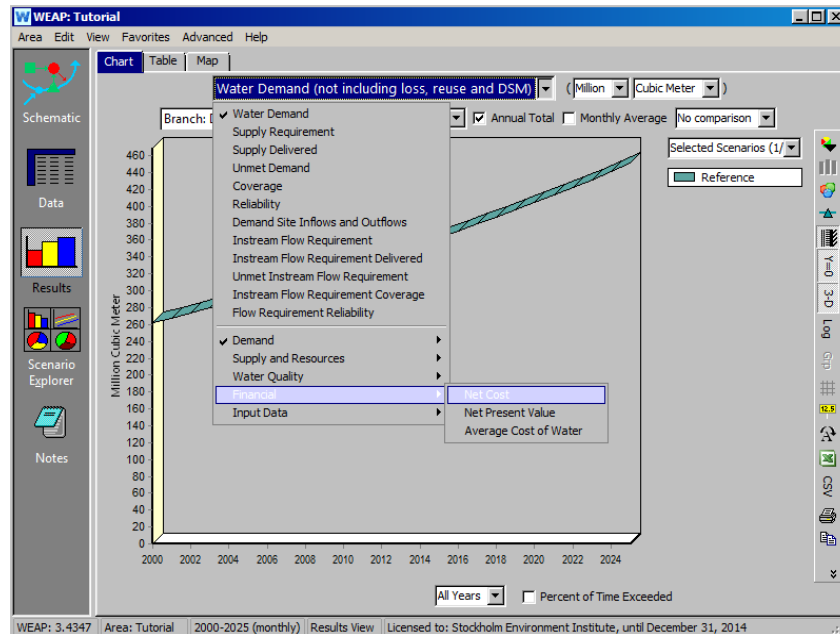 WEAP: Tutorial
Area Edit View Favorites Advanced Help
Chart Table Map
Water Demand (not including loss, reuse and DSM) ( Million Cubic Meter )
Branch: Annual Total Monthly Average No comparison
Selected Scenarios (1/
Reference
Water Demand
Supply Requirement
Supply Delivered
Unmet Demand
Coverage
Reliability
Demand Site Inflows and Outflows
Instream Flow Requirement
Instream Flow Requirement Delivered
Unmet Instream Flow Requirement
Instream Flow Requirement Coverage
Flow Requirement Reliability
Demand
Supply and Resources
Water Quality
Financial
Input Data
Net Cost
Net Present Value
Average Cost of Water
Schematic
Data
Results
Scenario
Explorer
Notes
Million Cubic Meter
460
440
420
400
380
360
340
320
300
280
260
240
220
200
180
160
140
120
100
80
60
40
20
0
2000 2002 2004 2006 2008 2010 2012 2014 2016 2018 2020 2022 2024
All Years Percent of Time Exceeded
Y=0
3-D
Log
Grp
12.5
CSV
WEAP: 3.4347 Area: Tutorial 2000-2025 (monthly) Results View Licensed to: Stockholm Environment Institute, until December 31, 2014